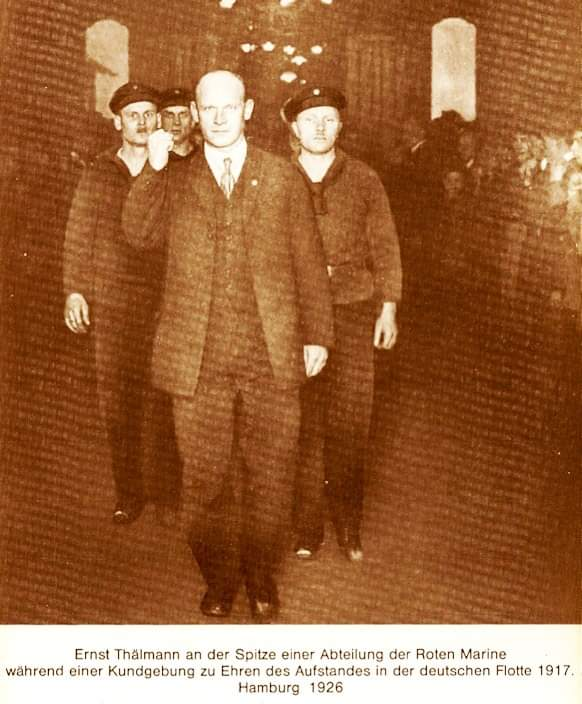 Ernst Thälmann an der Spitze einer Abteilung der Roten Marine
während einer Kundgebung zu Ehren des Aufstandes in der deutschen Flotte 1917.
Hamburg 1926